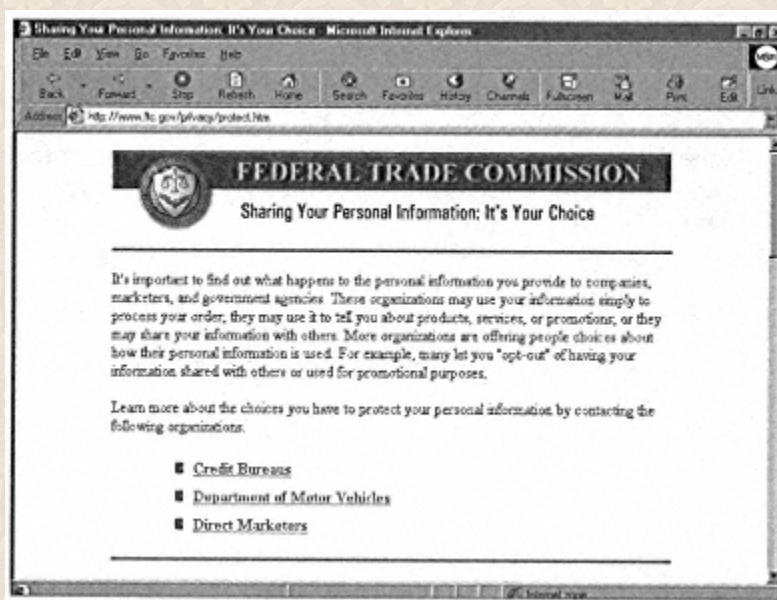 Sharing Your Personal Information: It's Your Choice - Microsoft Internet Explorer
File Edit View Go Favorites Help
Back Forward Stop Refresh Home Search Favorites History Channels Fullscreen Mail Print Edit
Address http://www.ftc.gov/privacy/protect.htm
FEDERAL TRADE COMMISSION
Sharing Your Personal Information: It's Your Choice
It's important to find out what happens to the personal information you provide to companies,
marketers, and government agencies. These organizations may use your information simply to
process your order; they may use it to tell you about products, services, or promotions; or they
may share your information with others. More organizations are offering people choices about
how their personal information is used. For example, many let you "opt-out" of having your
information shared with others or used for promotional purposes.
Learn more about the choices you have to protect your personal information by contacting the
following organizations.
Credit Bureaus
Department of Motor Vehicles
Direct Marketers
Internet zone